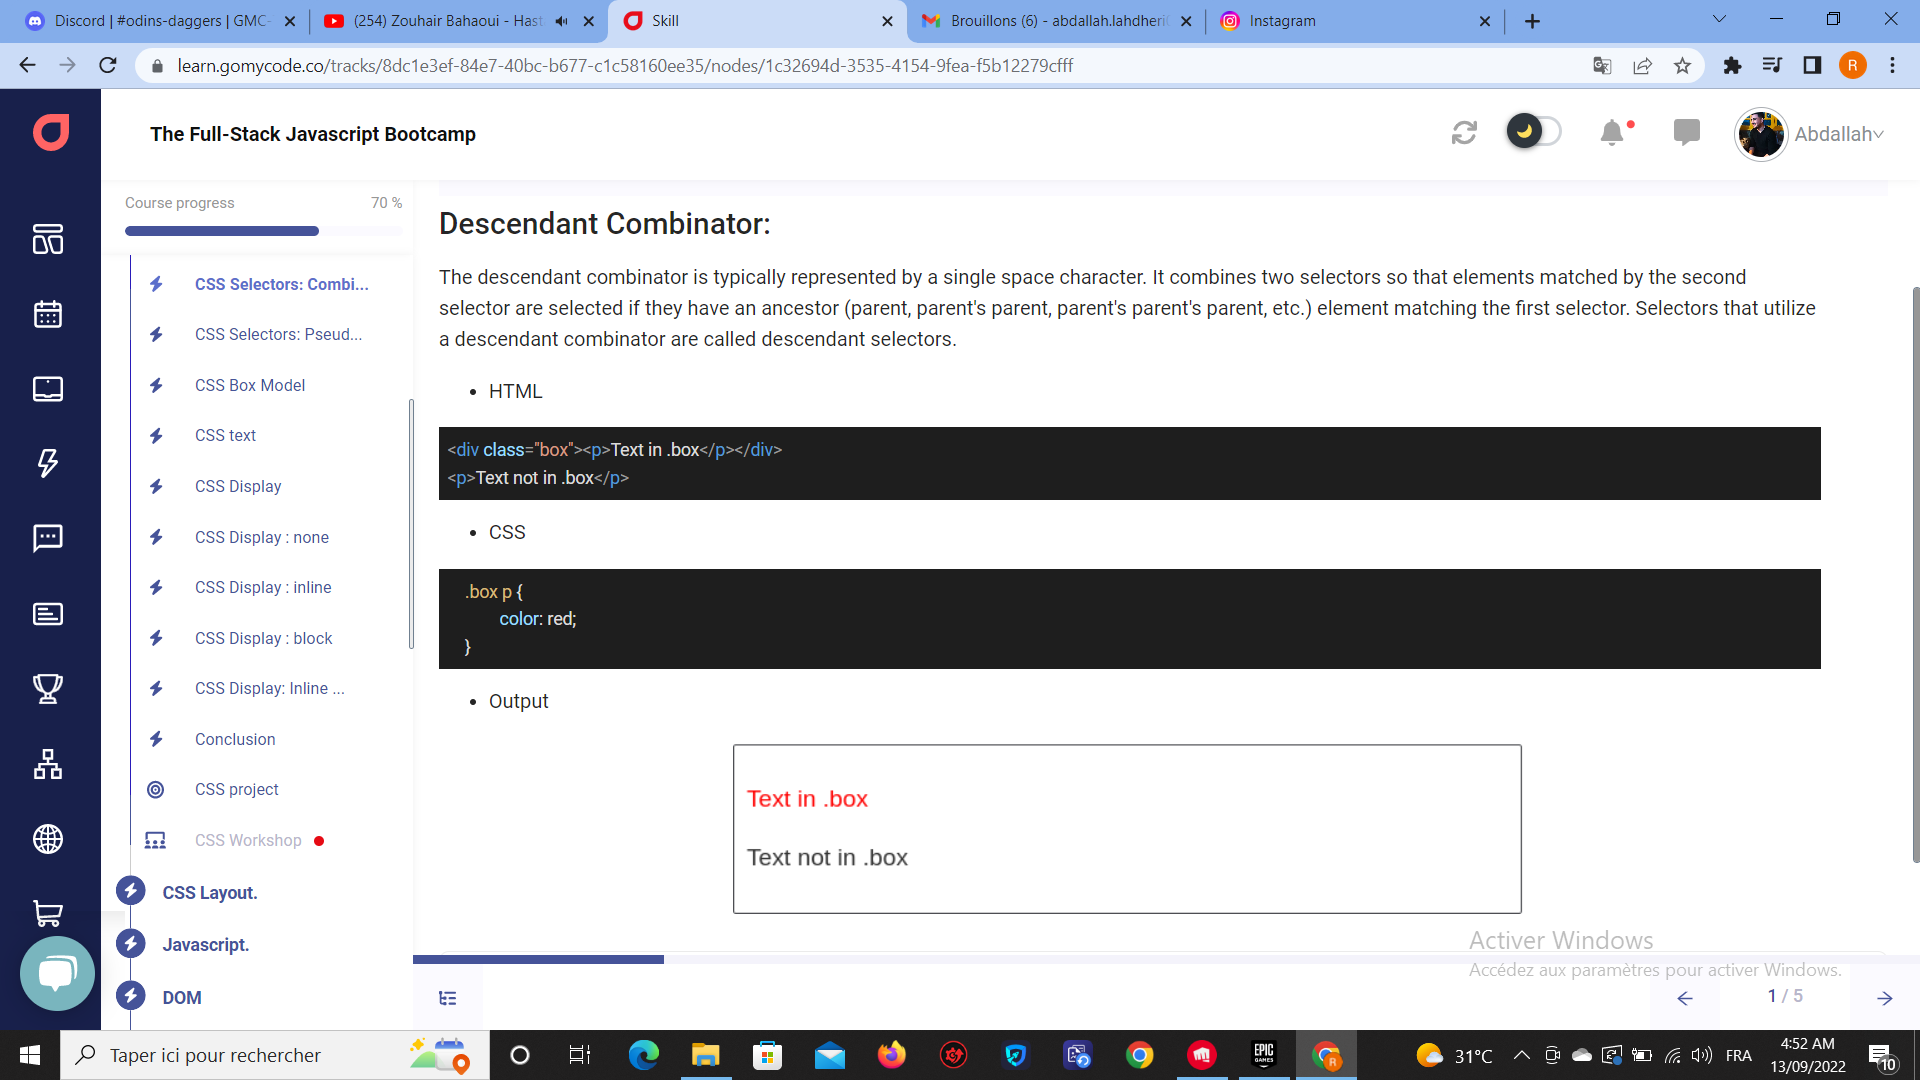 Discord | #odins-daggers | GMC-
(254) Zouhair Bahaoui - Hast
Skill
Brouillons (6) - abdallah.lahdheri
Instagram
learn.gomycode.co/tracks/8dc1e3ef-84e7-40bc-b677-c1c58160ee35/nodes/1c32694d-3535-4154-9fea-f5b12279cfff
R
The Full-Stack Javascript Bootcamp
Abdallah
Course progress
70 %
CSS Selectors: Combi...
CSS Selectors: Pseud...
CSS Box Model
CSS text
CSS Display
CSS Display : none
CSS Display : inline
CSS Display : block
CSS Display: Inline ...
Conclusion
CSS project
CSS Workshop
CSS Layout.
Javascript.
DOM
Descendant Combinator:
The descendant combinator is typically represented by a single space character. It combines two selectors so that elements matched by the second
selector are selected if they have an ancestor (parent, parent's parent, parent's parent's parent, etc.) element matching the first selector. Selectors that utilize
a descendant combinator are called descendant selectors.
• HTML
<div class="box"><p>Text in .box</p></div>
<p>Text not in .box</p>
• CSS
.box p {
color: red;
}
• Output
Text in .box
Text not in .box
Activer Windows
Accédez aux paramètres pour activer Windows.
1 / 5
Taper ici pour rechercher
EPIC
GAMES
R
31°C
FRA
4:52 AM
13/09/2022
10